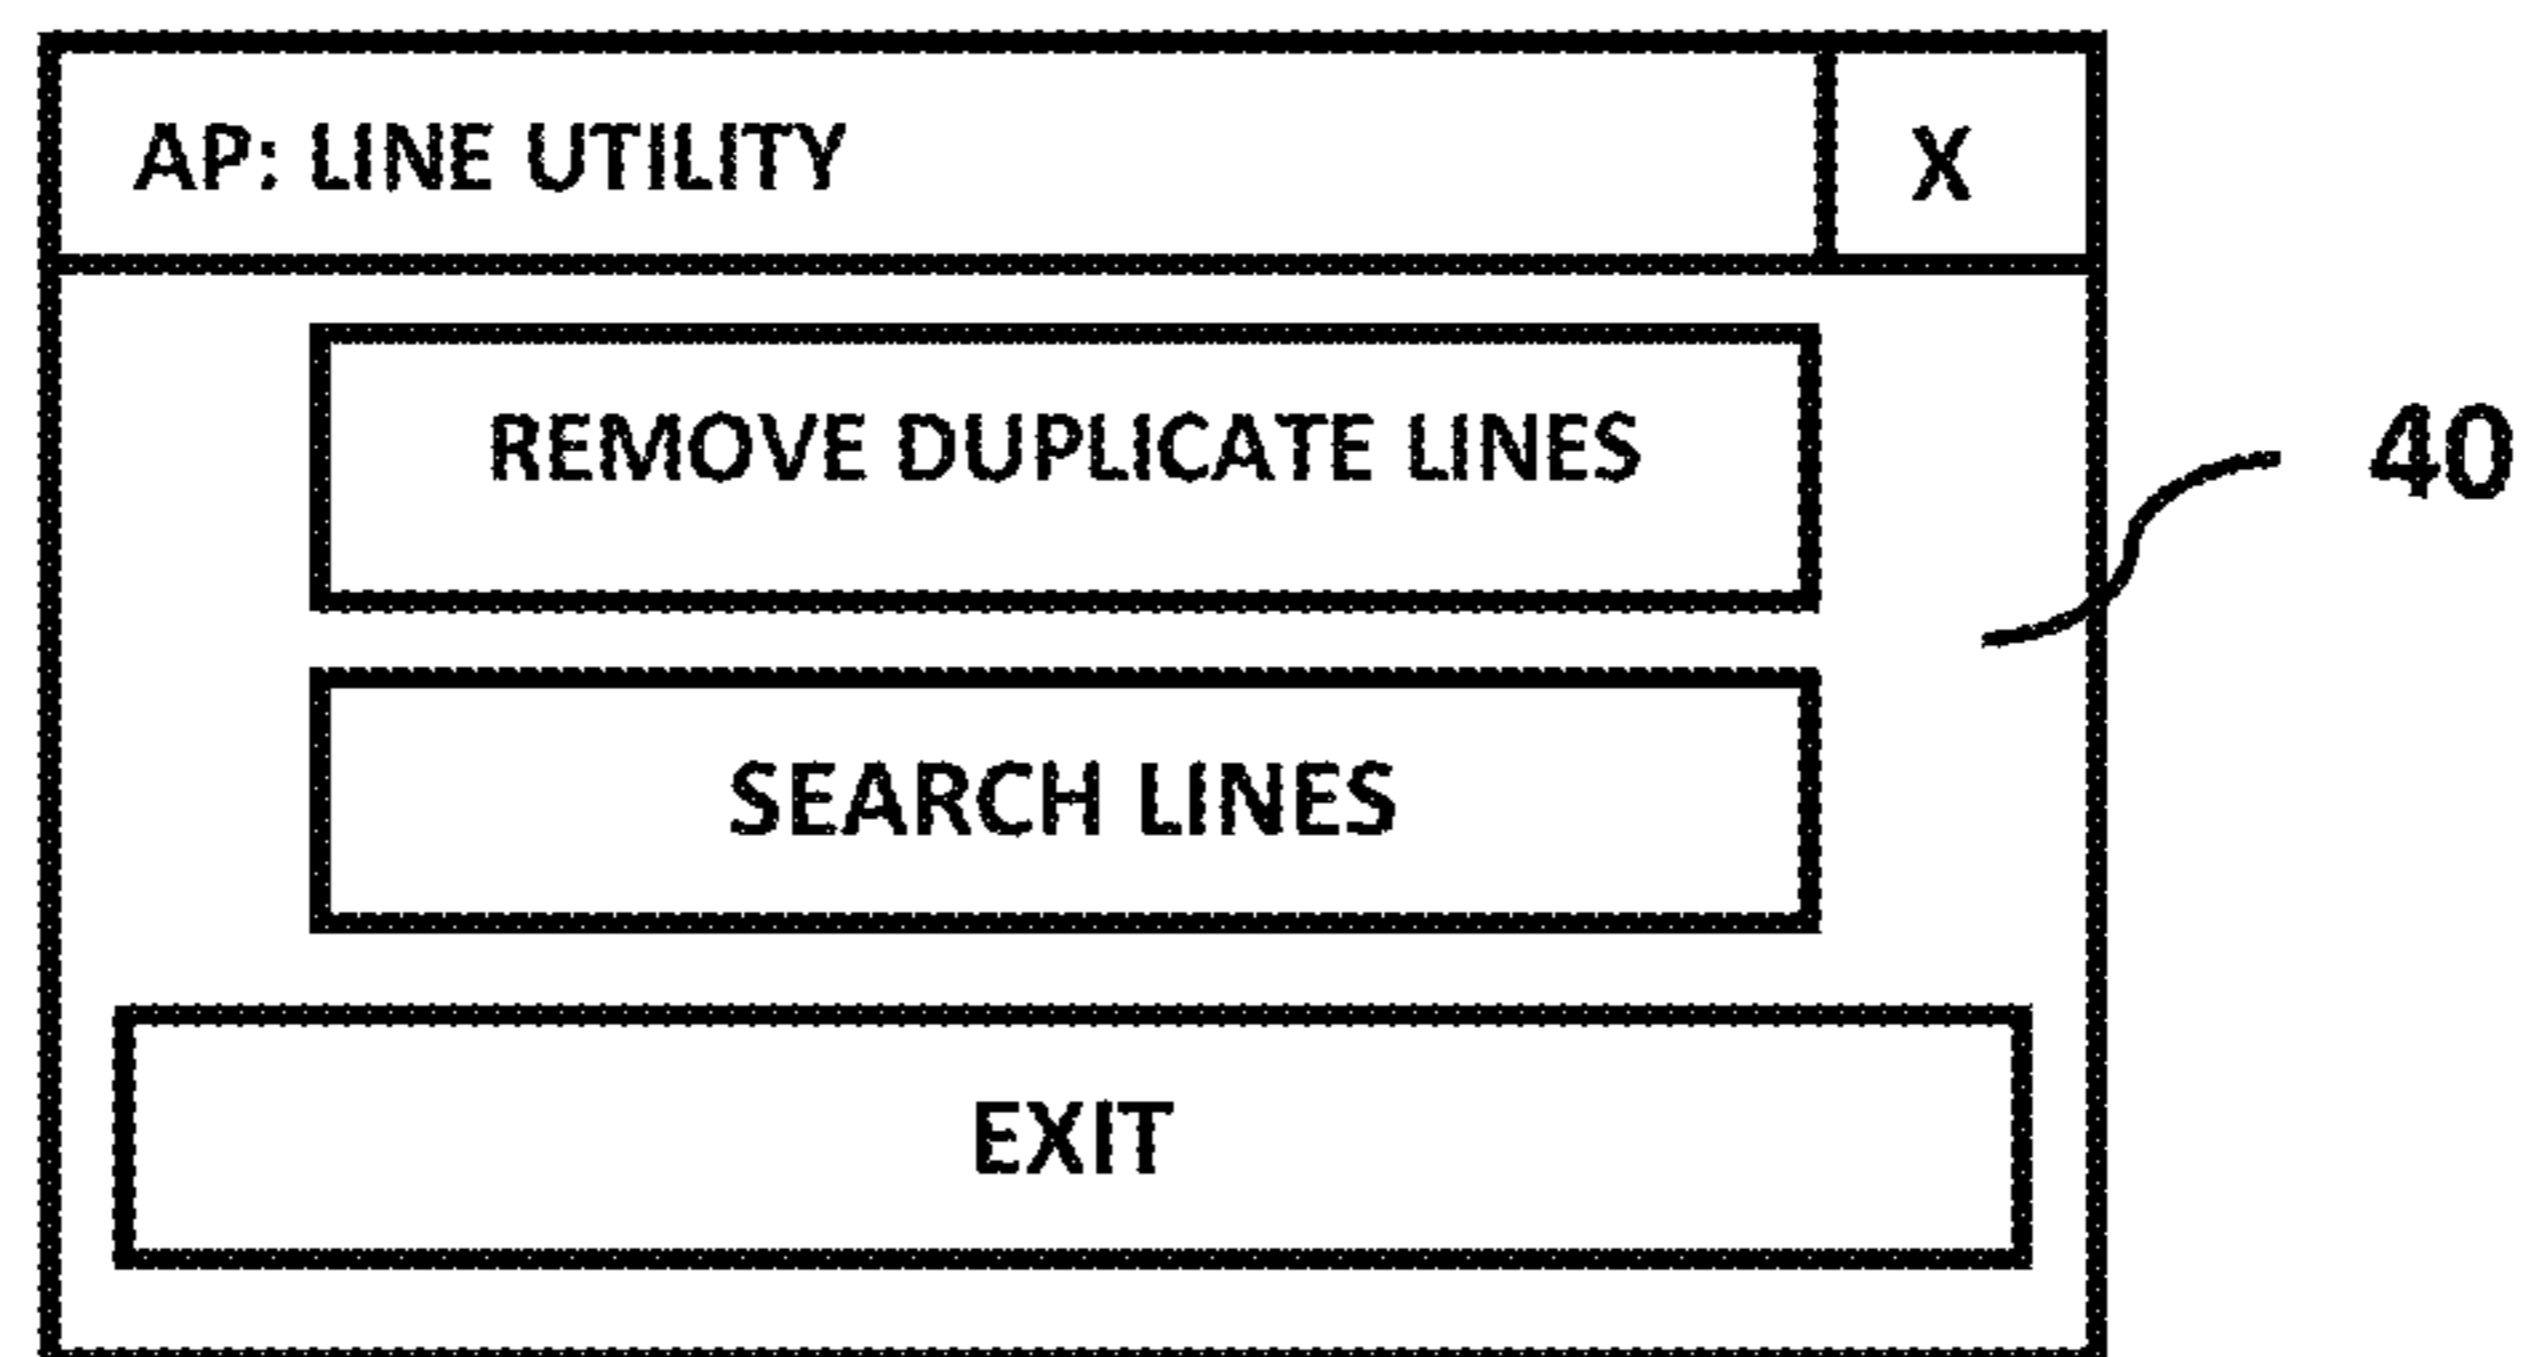 AP: LINE UTILITY X
REMOVE DUPLICATE LINES
40
SEARCH LINES
EXIT